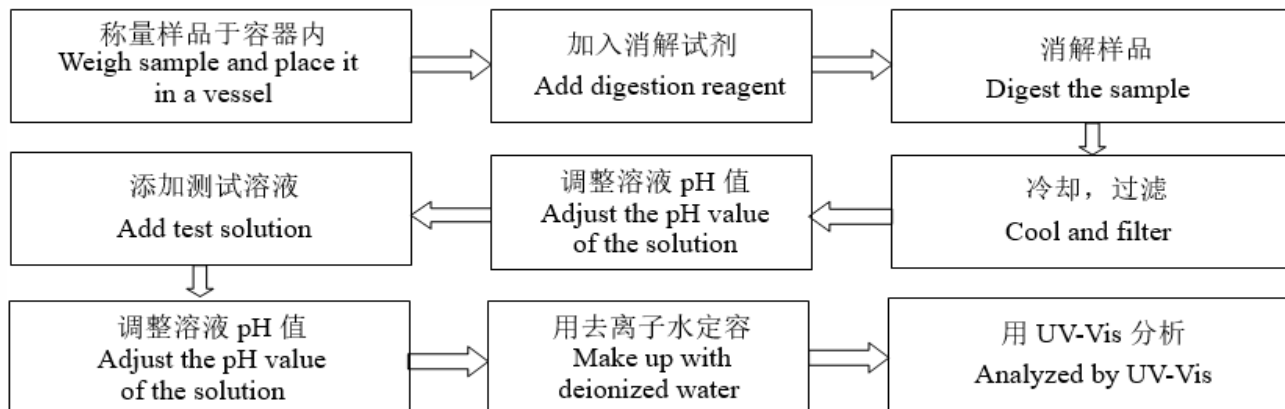 称量样品于容器内
Weigh sample and place it
in a vessel
加入消解试剂
Add digestion reagent
消解样品
Digest the sample
冷却，过滤
Cool and filter
调整溶液 pH 值
Adjust the pH value
of the solution
添加测试溶液
Add test solution
调整溶液 pH 值
Adjust the pH value
of the solution
用去离子水定容
Make up with
deionized water
用 UV-Vis 分析
Analyzed by UV-Vis